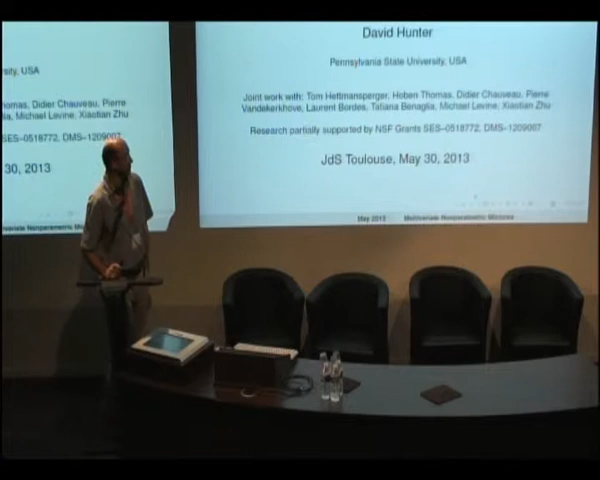 David Hunter
Pennsylvania State University, USA
Joint work with: Tom Hettmansperger, Hoben Thomas, Didier Chauveau, Pierre
Vandekerkhove, Laurent Bordes, Tatiana Benaglia, Michael Levine, Xiaotian Zhu
Research partially supported by NSF Grants SES–0518772, DMS–1209007
JdS Toulouse, May 30, 2013
May 2013 Multivariate Nonparametric Mixtures
rsity, USA
homas, Didier Chauveau, Pierre
lia, Michael Levine, Xiaotian Zhu
SES–0518772, DMS–1209007
30, 2013